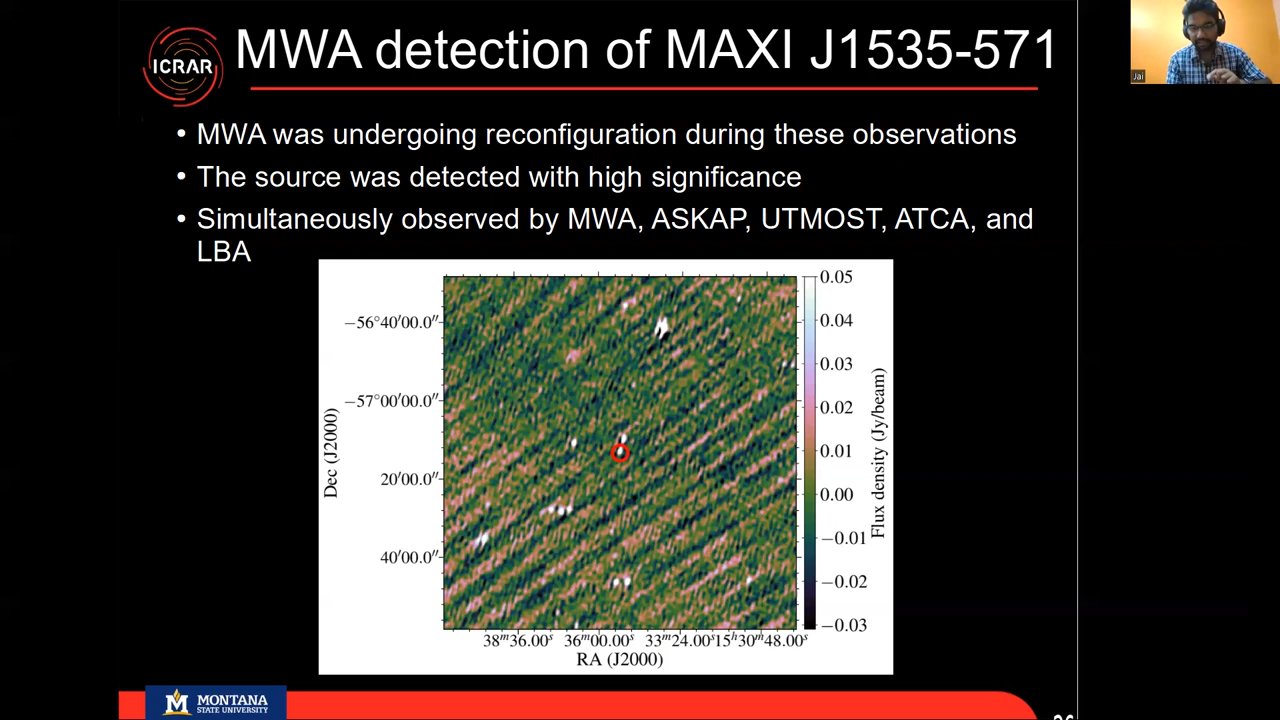 ICRAR
MWA detection of MAXI J1535-571
Jai
• MWA was undergoing reconfiguration during these observations
• The source was detected with high significance
• Simultaneously observed by MWA, ASKAP, UTMOST, ATCA, and
LBA
Dec (J2000)
−56°40′00.0″
−57°00′00.0″
20′00.0″
40′00.0″
38ᵐ36.00ˢ 36ᵐ00.00ˢ 33ᵐ24.00ˢ 15ʰ30ᵐ48.00ˢ
RA (J2000)
0.05
0.04
0.03
0.02
0.01
0.00
−0.01
−0.02
−0.03
Flux density (Jy/beam)
M MONTANA
STATE UNIVERSITY